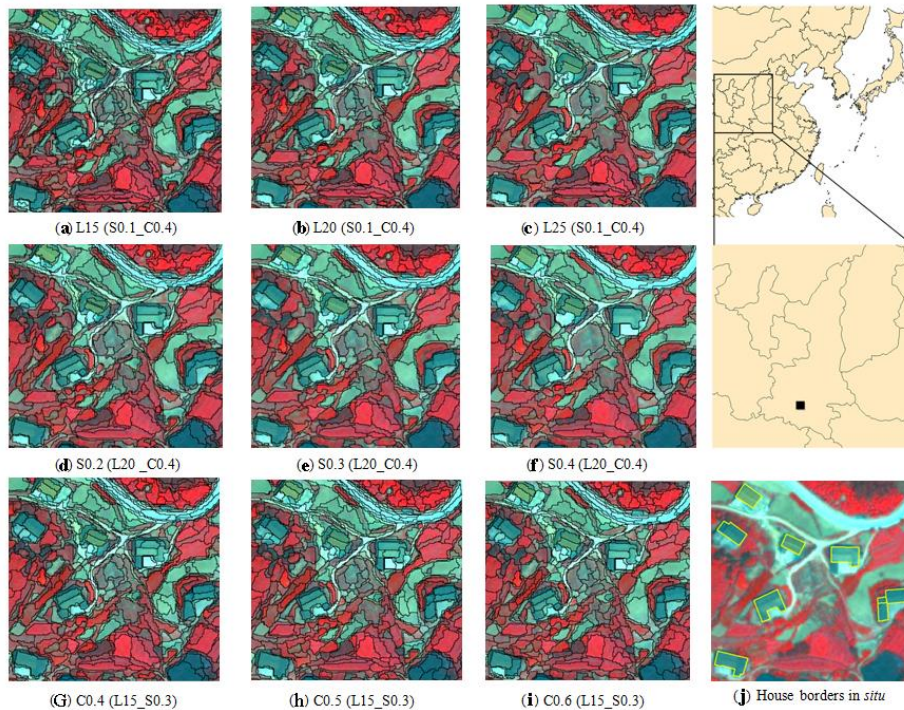 (a) L15 (S0.1_C0.4)
(b) L20 (S0.1_C0.4)
(c) L25 (S0.1_C0.4)
(d) S0.2 (L20 _C0.4)
(e) S0.3 (L20_C0.4)
(f) S0.4 (L20_C0.4)
(G) C0.4 (L15_S0.3)
(h) C0.5 (L15_S0.3)
(i) C0.6 (L15_S0.3)
(j) House borders in situ